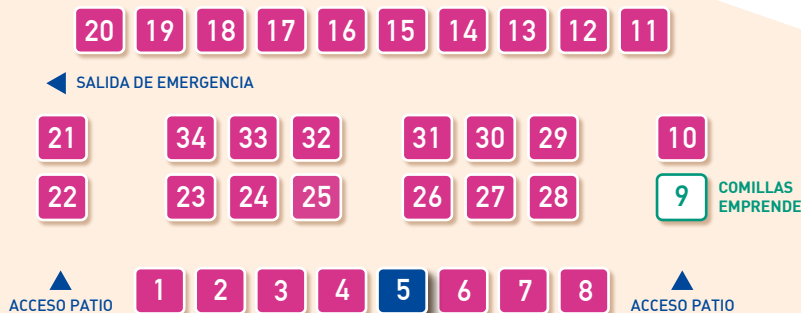 20 19 18 17 16 15 14 13 12 11
SALIDA DE EMERGENCIA
21 34 33 32 31 30 29 10
22 23 24 25 26 27 28 9
COMILLAS
EMPRENDE
1 2 3 4 5 6 7 8
ACCESO PATIO
ACCESO PATIO